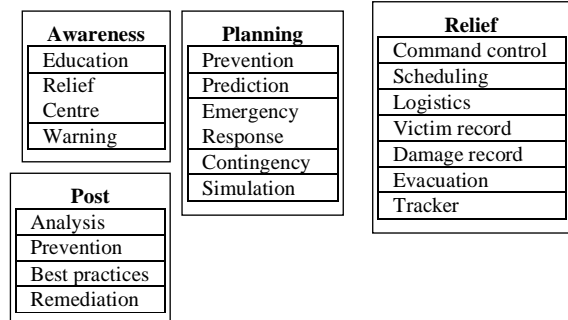 Awareness
Education
Relief
Centre
Warning
Planning
Prevention
Prediction
Emergency
Response
Contingency
Simulation
Relief
Command control
Scheduling
Logistics
Victim record
Damage record
Evacuation
Tracker
Post
Analysis
Prevention
Best practices
Remediation